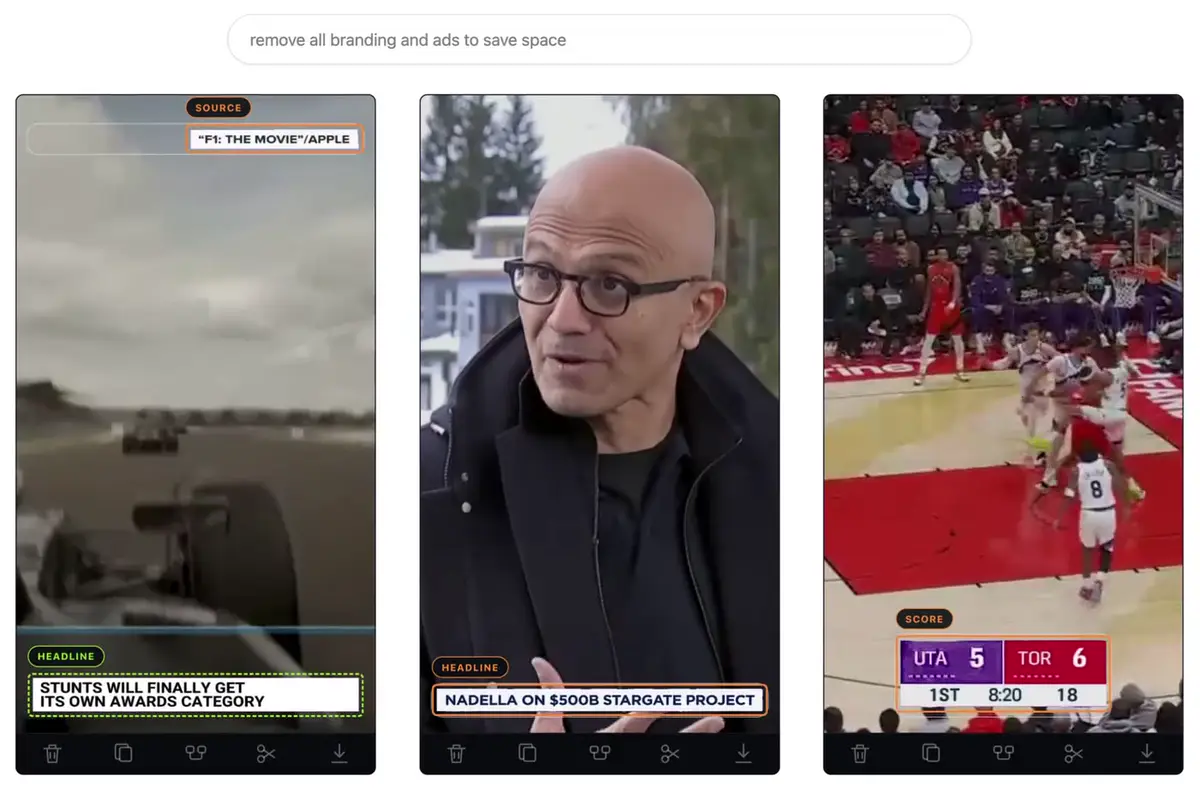 remove all branding and ads to save space
SOURCE
“F1: THE MOVIE”/APPLE
HEADLINE
STUNTS WILL FINALLY GET
ITS OWN AWARDS CATEGORY
HEADLINE
NADELLA ON $500B STARGATE PROJECT
8
SCORE
UTA 5 TOR 6
1ST 8:20 18